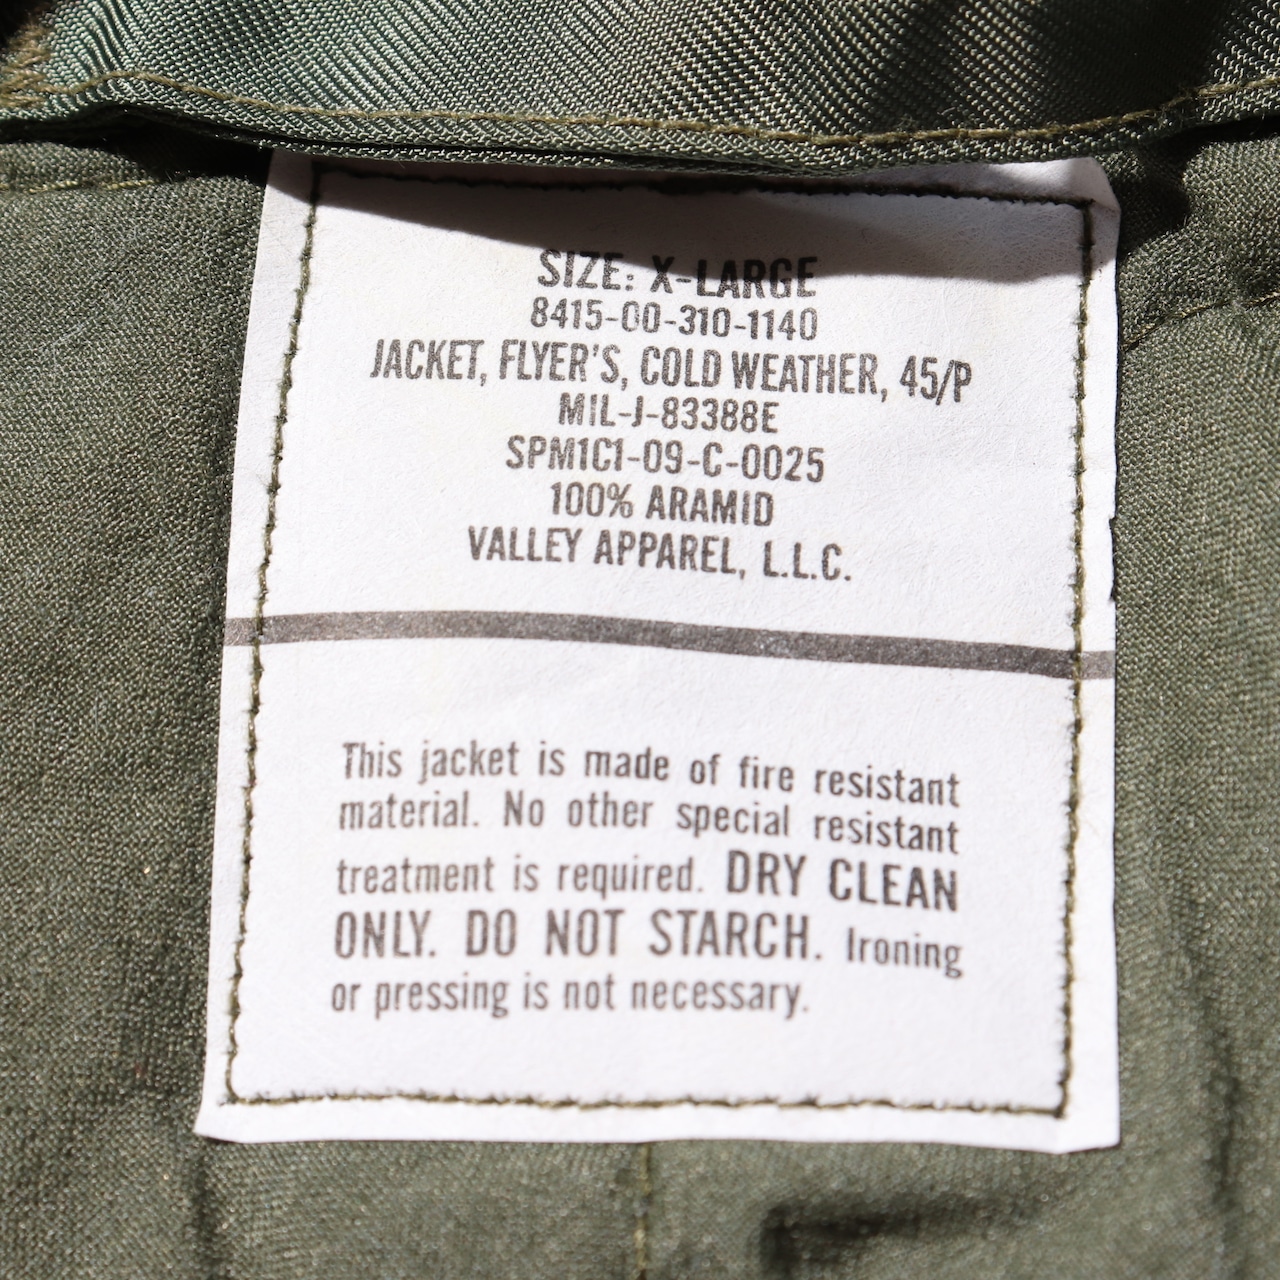 SIZE: X-LARGE
8415-00-310-1140
JACKET, FLYER'S, COLD WEATHER, 45/P
MIL-J-83388E
SPM1C1-09-C-0025
100% ARAMID
VALLEY APPAREL, L.L.C.
This jacket is made of fire resistant
material. No other special resistant
treatment is required. DRY CLEAN
ONLY. DO NOT STARCH. Ironing
or pressing is not necessary.